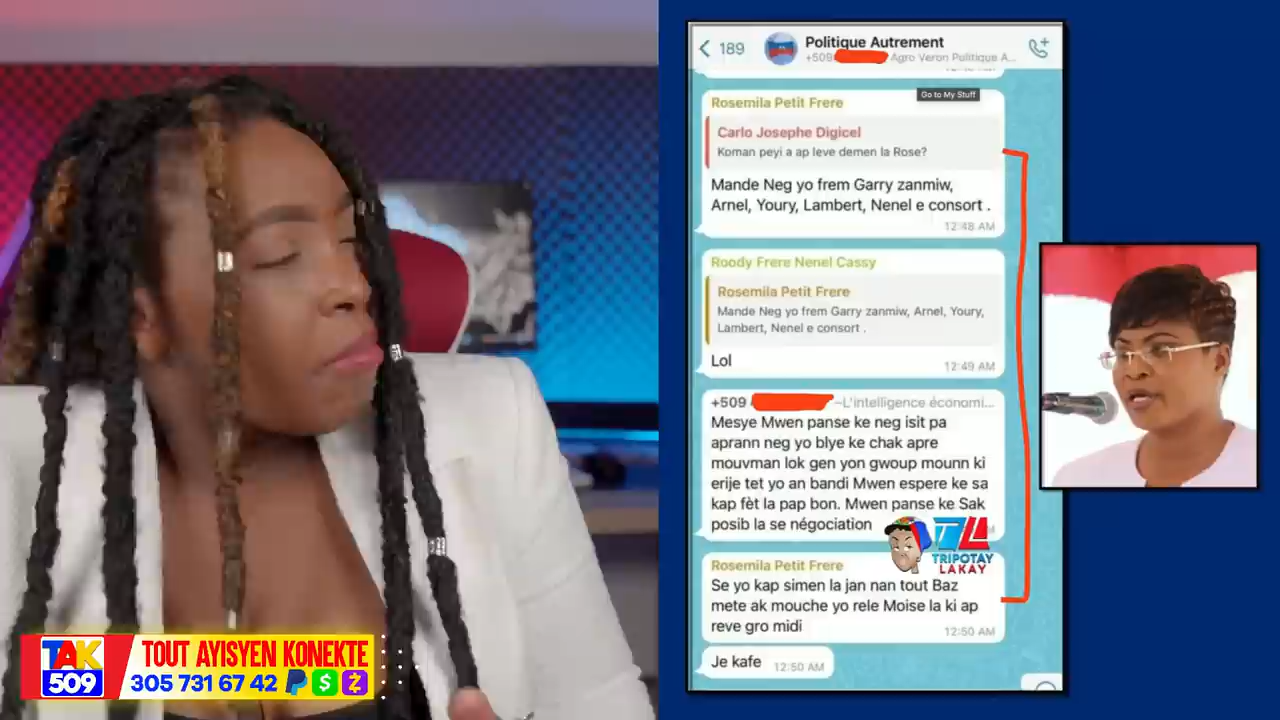 189
Politique Autrement
+509 Agro Veron Politique A...
Go to My Stuff
Rosemila Petit Frere
Carlo Josephe Digicel
Koman peyi a ap leve demen la Rose?
Mande Neg yo frem Garry zanmiw,
Arnel, Youry, Lambert, Nenel e consort .
12:48 AM
Roody Frere Nenel Cassy
Rosemila Petit Frere
Mande Neg yo frem Garry zanmiw, Arnel, Youry,
Lambert, Nenel e consort .
Lol
12:49 AM
+509 ~L'intelligence économi...
Mesye Mwen panse ke neg isit pa
aprann neg yo blye ke chak apre
mouvman lok gen yon gwoup mounn ki
erije tet yo an bandi Mwen espere ke sa
kap fèt la pap bon. Mwen panse ke Sak
posib la se négociation
TL
TRIPOTAY
LAKAY
Rosemila Petit Frere
Se yo kap simen la jan nan tout Baz
mete ak mouche yo rele Moise la ki ap
reve gro midi
12:50 AM
Je kafe
12:50 AM
TAK
509
TOUT AYISYEN KONEKTE
305 731 67 42